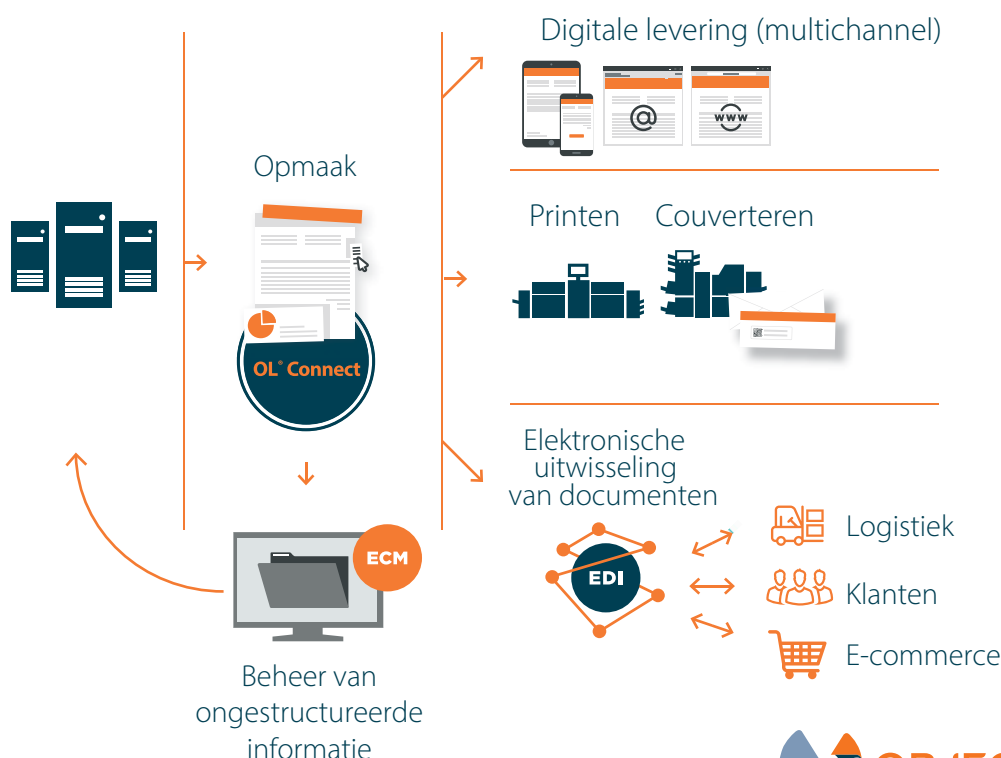 Digitale levering (multichannel)
@
www
Opmaak
OL® Connect
Printen
Couverteren
Elektronische
uitwisseling
van documenten
EDI
Logistiek
Klanten
E-commerce
ECM
Beheer van
ongestructureerde
informatie